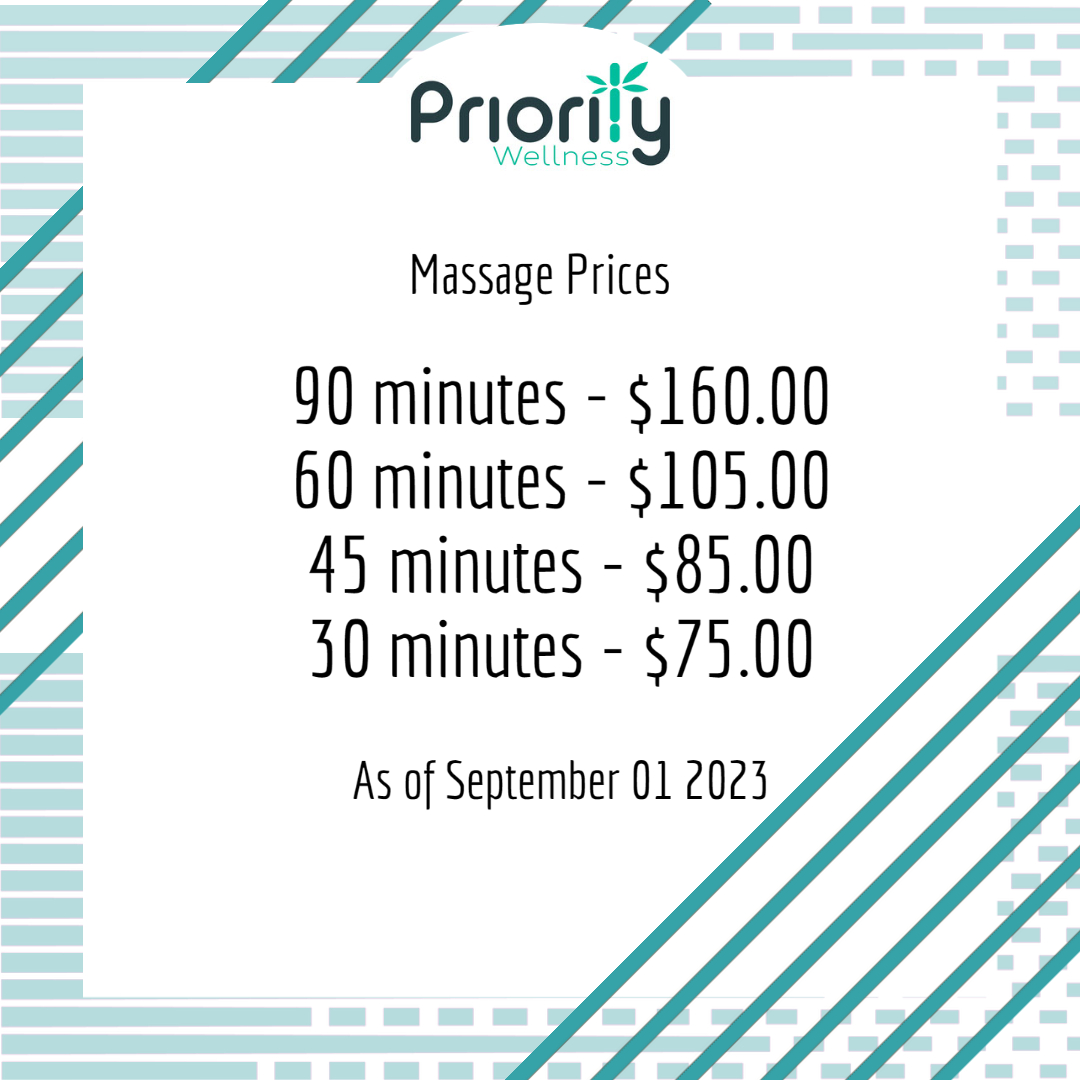 Priority
Wellness
Massage Prices
90 minutes - $160.00
60 minutes - $105.00
45 minutes - $85.00
30 minutes - $75.00
As of September 01 2023